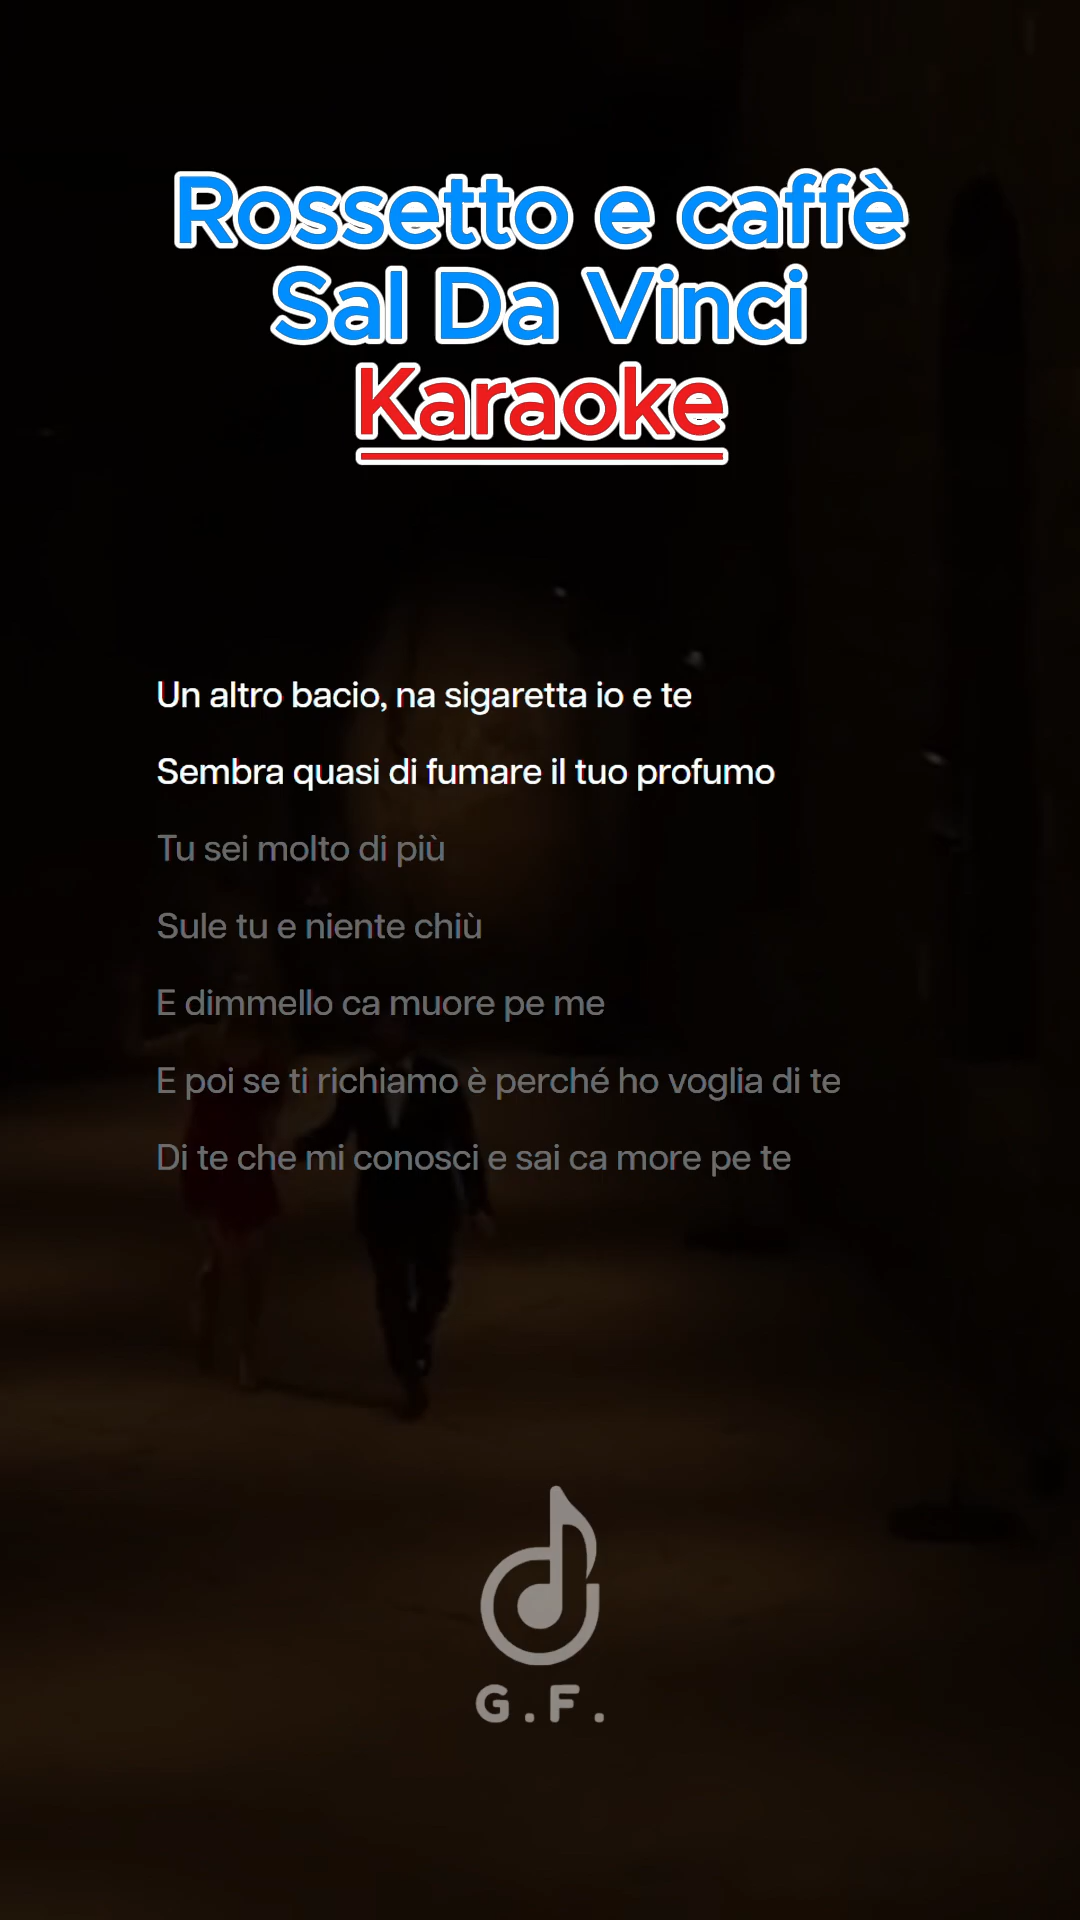 Rossetto e caffè
Sal Da Vinci
Karaoke
Un altro bacio, na sigaretta io e te
Sembra quasi di fumare il tuo profumo
Tu sei molto di più
Sule tu e niente chiù
E dimmello ca muore pe me
E poi se ti richiamo è perché ho voglia di te
Di te che mi conosci e sai ca more pe te
G.F.